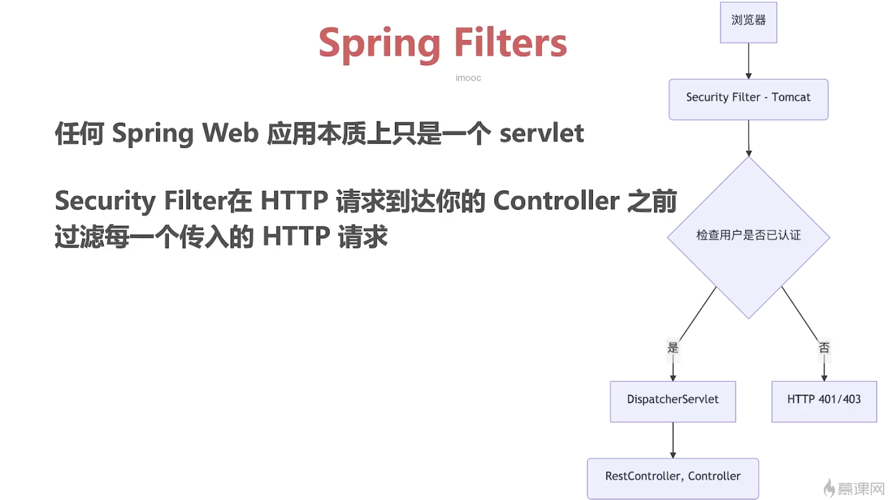 Spring Filters
imooc
任何 Spring Web 应用本质上只是一个 servlet
Security Filter在 HTTP 请求到达你的 Controller 之前
过滤每一个传入的 HTTP 请求
浏览器
Security Filter - Tomcat
检查用户是否已认证
是
否
DispatcherServlet
HTTP 401/403
RestController, Controller
慕课网